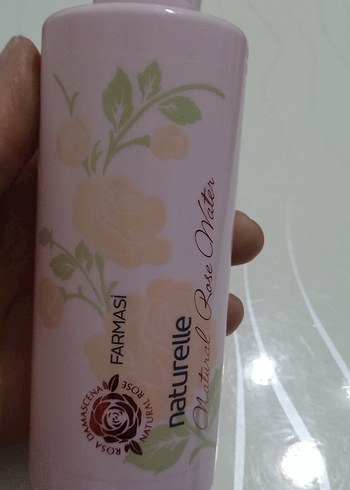 FARMASİ
naturelle
Natural Rose Water
ROSA DAMASCENA
NATURAL ROSE